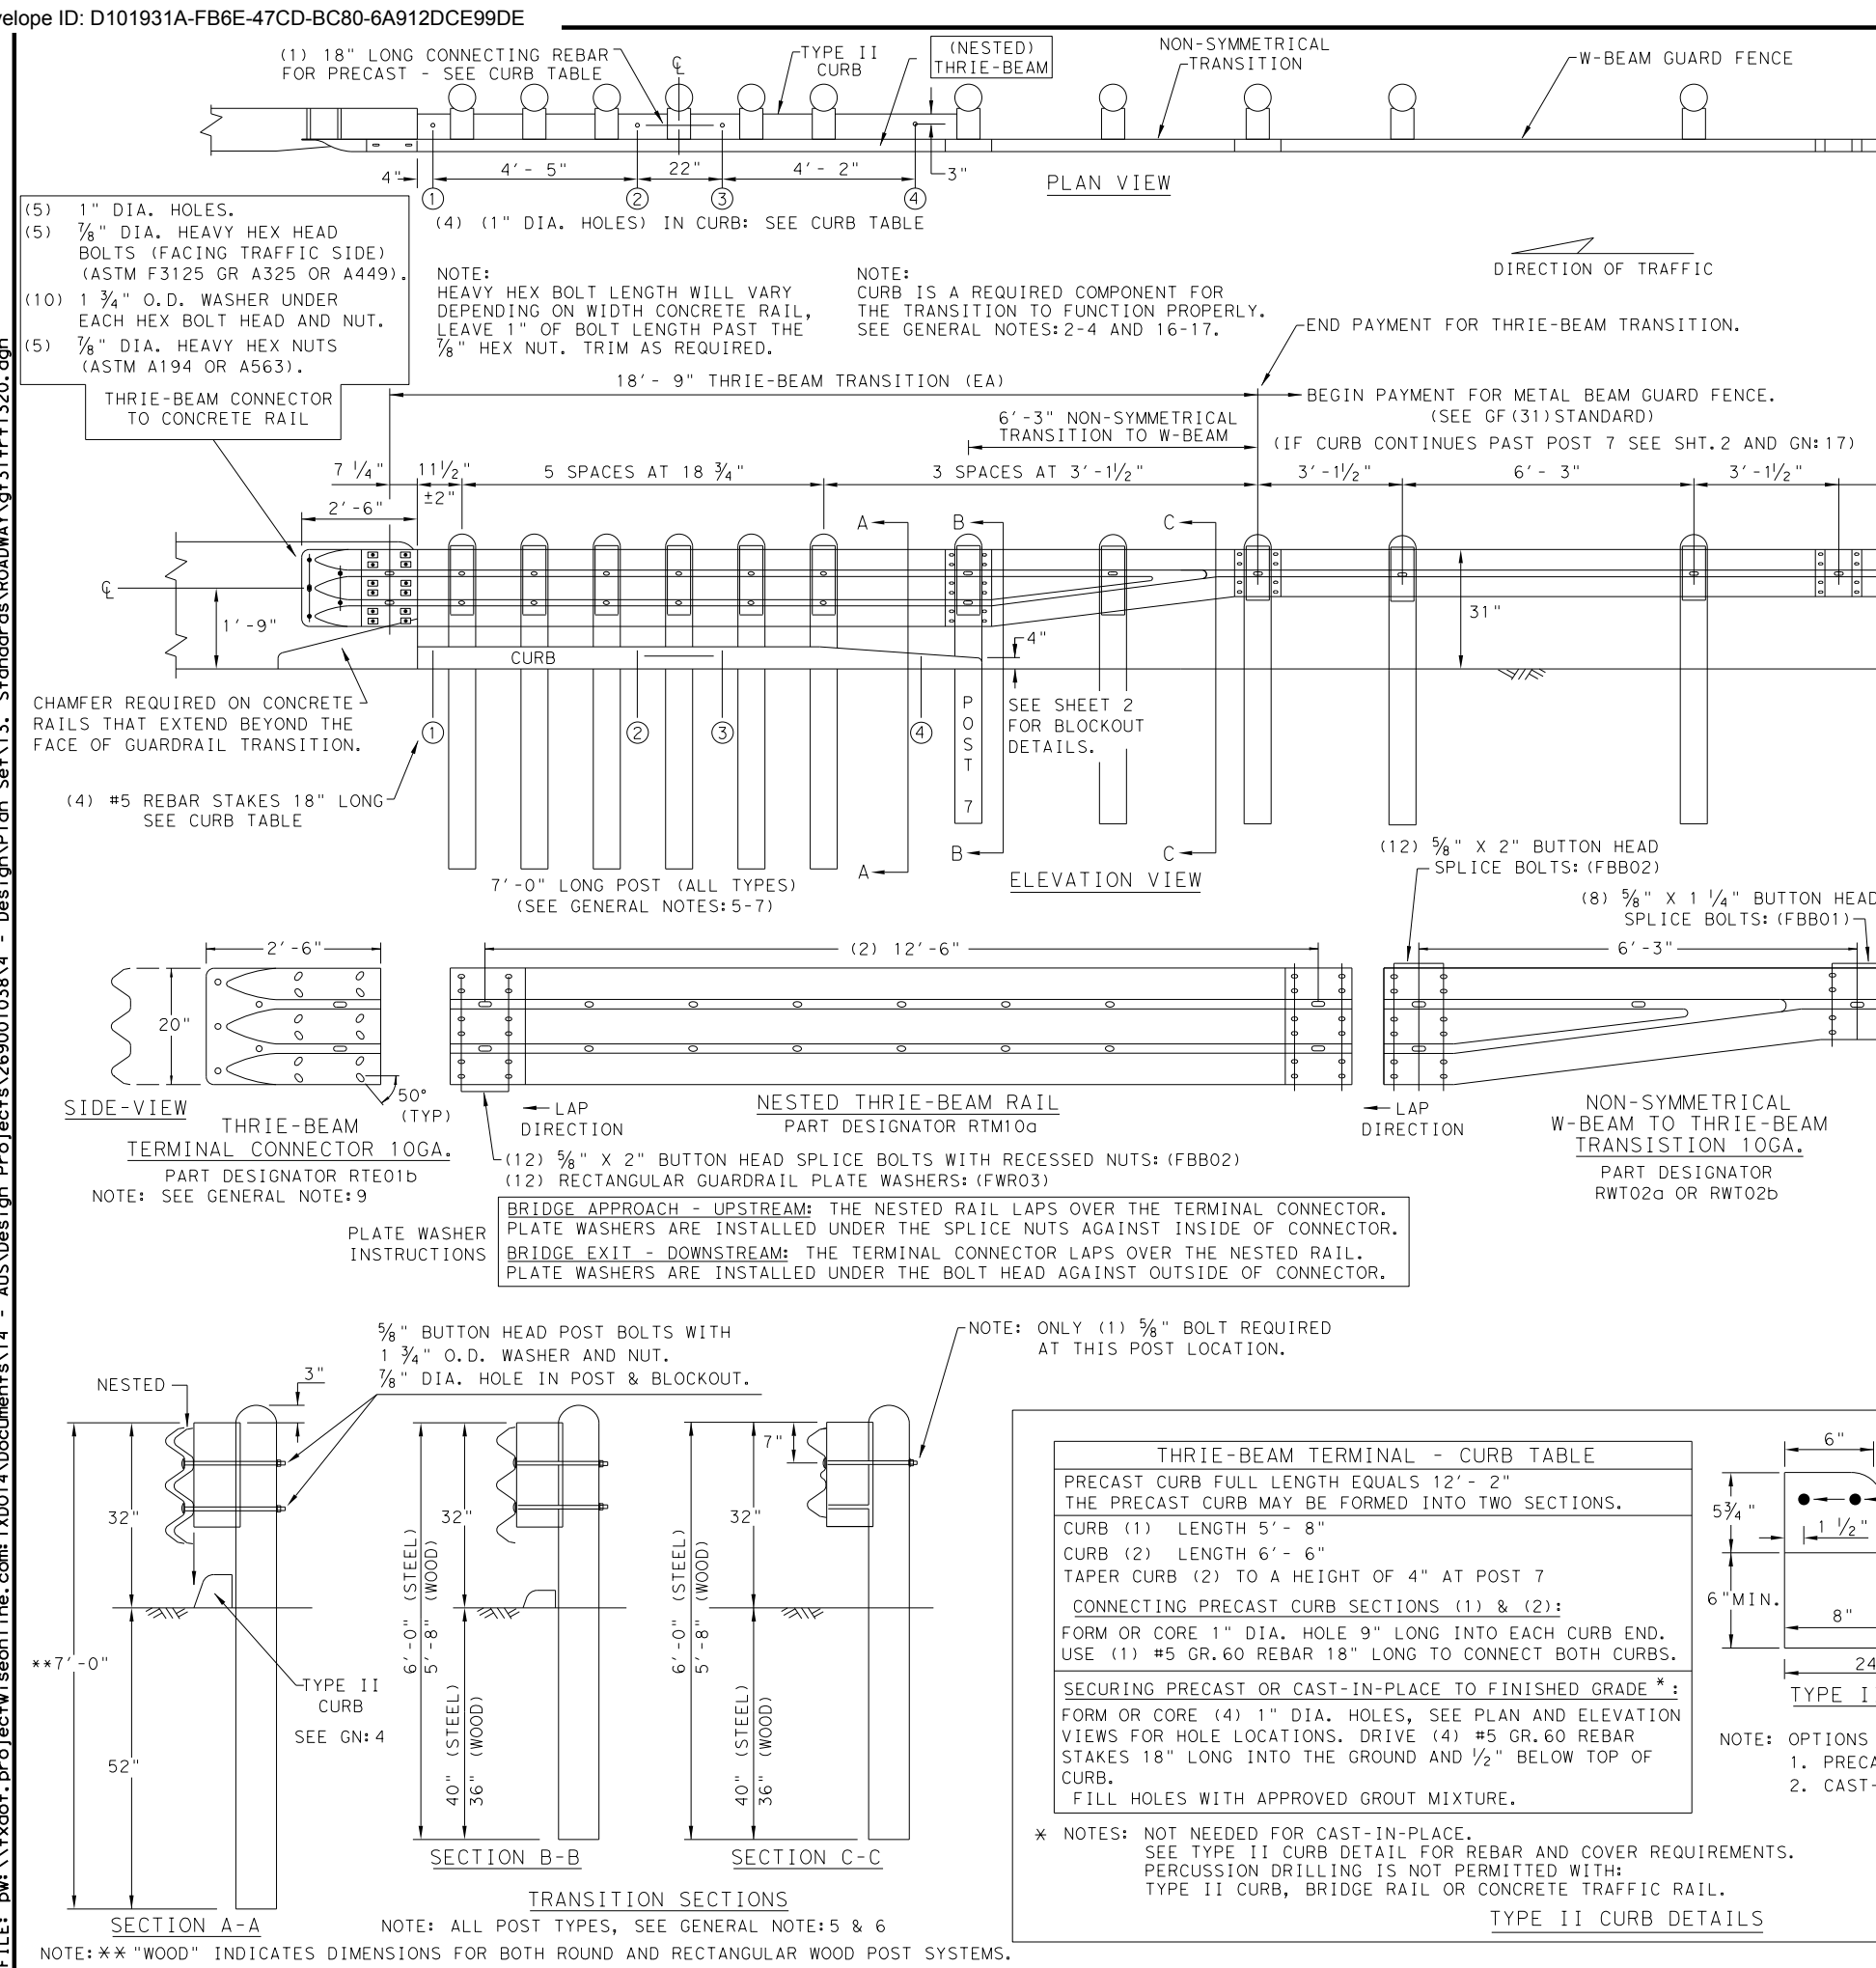 velope ID: D101931A-FB6E-47CD-BC80-6A912DCE99DE
(1) 18" LONG CONNECTING REBAR
FOR PRECAST - SEE CURB TABLE
℄
TYPE II
CURB
(NESTED)
THRIE-BEAM
NON-SYMMETRICAL
TRANSITION
W-BEAM GUARD FENCE
4"
4'- 5"
22"
4'- 2"
3"
PLAN VIEW
1
2
3
4
(4) (1" DIA. HOLES) IN CURB: SEE CURB TABLE
(5) 1" DIA. HOLES.
(5) ⅞" DIA. HEAVY HEX HEAD
BOLTS (FACING TRAFFIC SIDE)
(ASTM F3125 GR A325 OR A449).
(10) 1 ¾" O.D. WASHER UNDER
EACH HEX BOLT HEAD AND NUT.
(5) ⅞" DIA. HEAVY HEX NUTS
(ASTM A194 OR A563).
THRIE-BEAM CONNECTOR
TO CONCRETE RAIL
NOTE:
HEAVY HEX BOLT LENGTH WILL VARY
DEPENDING ON WIDTH CONCRETE RAIL,
LEAVE 1" OF BOLT LENGTH PAST THE
⅞" HEX NUT. TRIM AS REQUIRED.
NOTE:
CURB IS A REQUIRED COMPONENT FOR
THE TRANSITION TO FUNCTION PROPERLY.
SEE GENERAL NOTES:2-4 AND 16-17.
DIRECTION OF TRAFFIC
END PAYMENT FOR THRIE-BEAM TRANSITION.
18'- 9" THRIE-BEAM TRANSITION (EA)
BEGIN PAYMENT FOR METAL BEAM GUARD FENCE.
(SEE GF(31)STANDARD)
6'-3" NON-SYMMETRICAL
TRANSITION TO W-BEAM
(IF CURB CONTINUES PAST POST 7 SEE SHT.2 AND GN:17)
7 ¼"
11½"
±2"
5 SPACES AT 18 ¾"
3 SPACES AT 3'-1½"
3'-1½"
6'- 3"
3'-1½"
2'-6"
A
B
C
℄
1'-9"
31"
4"
CURB
CHAMFER REQUIRED ON CONCRETE
RAILS THAT EXTEND BEYOND THE
FACE OF GUARDRAIL TRANSITION.
1
2
3
4
POST 7
SEE SHEET 2
FOR BLOCKOUT
DETAILS.
(4) #5 REBAR STAKES 18" LONG
SEE CURB TABLE
A
B
C
7'-0" LONG POST (ALL TYPES)
(SEE GENERAL NOTES:5-7)
ELEVATION VIEW
(12) ⅝" X 2" BUTTON HEAD
SPLICE BOLTS:(FBB02)
(8) ⅝" X 1 ¼" BUTTON HEAD
SPLICE BOLTS:(FBB01)
2'-6"
(2) 12'-6"
6'-3"
20"
50°
(TYP)
SIDE-VIEW
THRIE-BEAM
TERMINAL CONNECTOR 10GA.
PART DESIGNATOR RTE01b
NOTE: SEE GENERAL NOTE:9
LAP
DIRECTION
NESTED THRIE-BEAM RAIL
PART DESIGNATOR RTM10a
LAP
DIRECTION
NON-SYMMETRICAL
W-BEAM TO THRIE-BEAM
TRANSISTION 10GA.
PART DESIGNATOR
RWT02a OR RWT02b
(12) ⅝" X 2" BUTTON HEAD SPLICE BOLTS WITH RECESSED NUTS:(FBB02)
(12) RECTANGULAR GUARDRAIL PLATE WASHERS:(FWR03)
PLATE WASHER
INSTRUCTIONS
BRIDGE APPROACH - UPSTREAM: THE NESTED RAIL LAPS OVER THE TERMINAL CONNECTOR.
PLATE WASHERS ARE INSTALLED UNDER THE SPLICE NUTS AGAINST INSIDE OF CONNECTOR.
BRIDGE EXIT - DOWNSTREAM: THE TERMINAL CONNECTOR LAPS OVER THE NESTED RAIL.
PLATE WASHERS ARE INSTALLED UNDER THE BOLT HEAD AGAINST OUTSIDE OF CONNECTOR.
⅝" BUTTON HEAD POST BOLTS WITH
1 ¾" O.D. WASHER AND NUT.
⅞" DIA. HOLE IN POST & BLOCKOUT.
NOTE: ONLY (1) ⅝" BOLT REQUIRED
AT THIS POST LOCATION.
NESTED
3"
32"
**7'-0"
52"
TYPE II
CURB
SEE GN:4
SECTION A-A
32"
6'-0" (STEEL)
5'-8" (WOOD)
40" (STEEL)
36" (WOOD)
SECTION B-B
7"
32"
6'-0" (STEEL)
5'-8" (WOOD)
40" (STEEL)
36" (WOOD)
SECTION C-C
TRANSITION SECTIONS
NOTE: ALL POST TYPES, SEE GENERAL NOTE:5 & 6
NOTE:** "WOOD" INDICATES DIMENSIONS FOR BOTH ROUND AND RECTANGULAR WOOD POST SYSTEMS.
THRIE-BEAM TERMINAL - CURB TABLE
PRECAST CURB FULL LENGTH EQUALS 12'- 2"
THE PRECAST CURB MAY BE FORMED INTO TWO SECTIONS.
CURB (1) LENGTH 5'- 8"
CURB (2) LENGTH 6'- 6"
TAPER CURB (2) TO A HEIGHT OF 4" AT POST 7
CONNECTING PRECAST CURB SECTIONS (1) & (2):
FORM OR CORE 1" DIA. HOLE 9" LONG INTO EACH CURB END.
USE (1) #5 GR.60 REBAR 18" LONG TO CONNECT BOTH CURBS.
SECURING PRECAST OR CAST-IN-PLACE TO FINISHED GRADE *:
FORM OR CORE (4) 1" DIA. HOLES, SEE PLAN AND ELEVATION
VIEWS FOR HOLE LOCATIONS. DRIVE (4) #5 GR.60 REBAR
STAKES 18" LONG INTO THE GROUND AND ½" BELOW TOP OF
CURB.
FILL HOLES WITH APPROVED GROUT MIXTURE.
* NOTES: NOT NEEDED FOR CAST-IN-PLACE.
SEE TYPE II CURB DETAIL FOR REBAR AND COVER REQUIREMENTS.
PERCUSSION DRILLING IS NOT PERMITTED WITH:
TYPE II CURB, BRIDGE RAIL OR CONCRETE TRAFFIC RAIL.
TYPE II CURB DETAILS
6"
5¾"
1 ½"
6"MIN.
8"
24
TYPE I
NOTE: OPTIONS
1. PRECA
2. CAST-